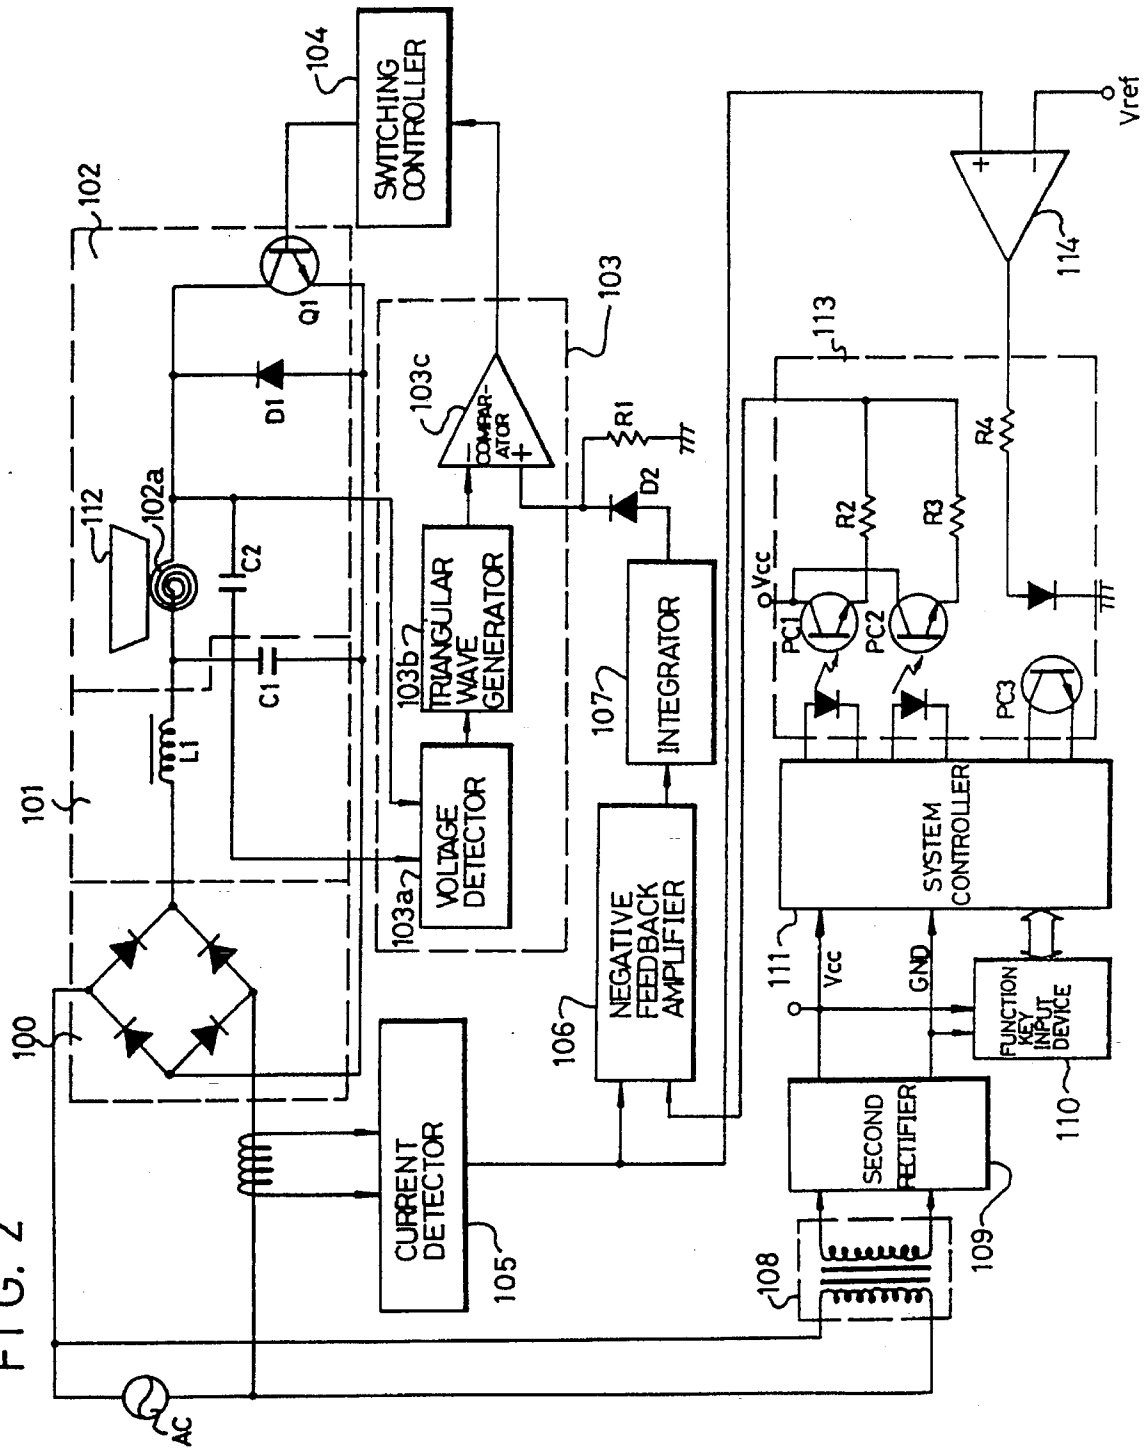 FIG. 2
104
SWITCHING
CONTROLLER
102
Q1
D1
112
102a
C2
C1
L1
101
100
AC
103
103c
COMPAR-
ATOR
−
+
R1
D2
103b
TRIANGULAR
WAVE
GENERATOR
103a
VOLTAGE
DETECTOR
107
INTEGRATOR
106
NEGATIVE
FEEDBACK
AMPLIFIER
CURRENT
DETECTOR
105
Vref
+
−
114
113
R4
R2
R3
Vcc
PC1
PC2
PC3
111
SYSTEM
CONTROLLER
Vcc
GND
FUNCTION
KEY
INPUT
DEVICE
110
SECOND
RECTIFIER
109
108